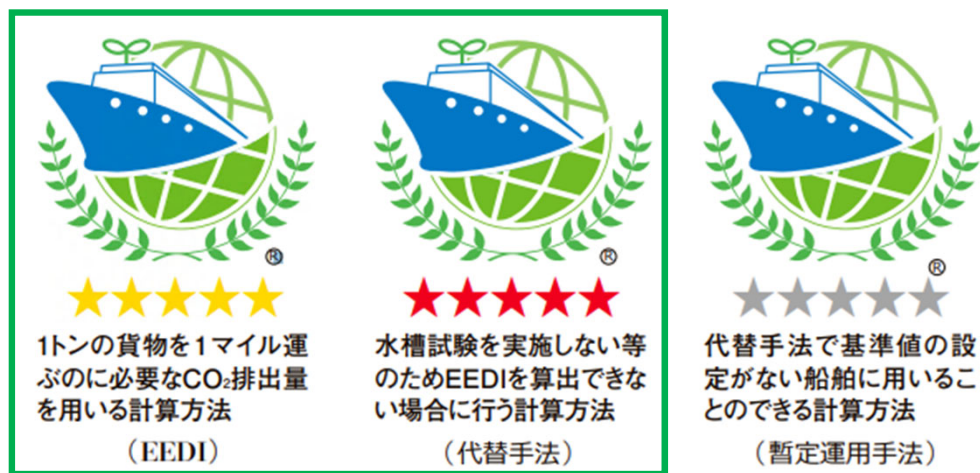 ®
★★★★★
1トンの貨物を1マイル運
ぶのに必要なCO₂排出量
を用いる計算方法
(EEDI)
®
★★★★★
水槽試験を実施しない等
のためEEDIを算出できな
い場合に行う計算方法
(代替手法)
®
★★★★★
代替手法で基準値の設
定がない船舶に用いるこ
とのできる計算方法
(暫定運用手法)